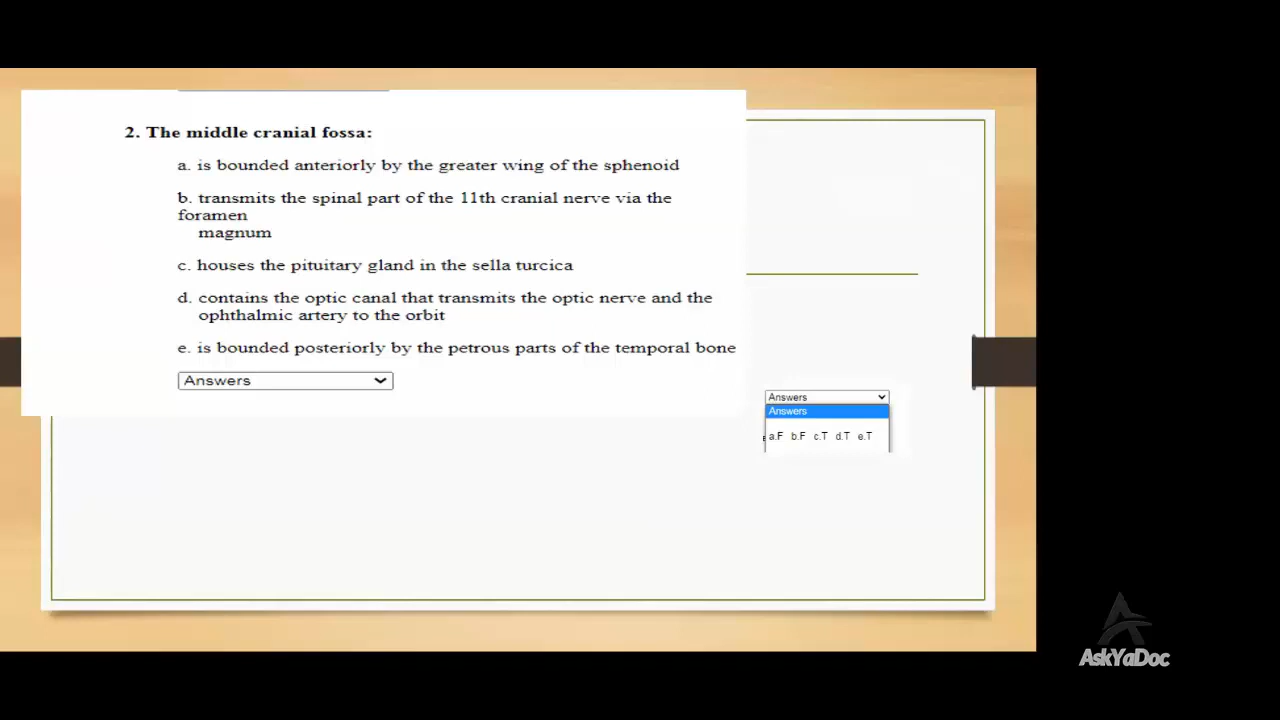 2. The middle cranial fossa:
a. is bounded anteriorly by the greater wing of the sphenoid
b. transmits the spinal part of the 11th cranial nerve via the
foramen
magnum
c. houses the pituitary gland in the sella turcica
d. contains the optic canal that transmits the optic nerve and the
ophthalmic artery to the orbit
e. is bounded posteriorly by the petrous parts of the temporal bone
Answers
Answers
Answers
a.F b.F c.T d.T e.T
AskYaDoc